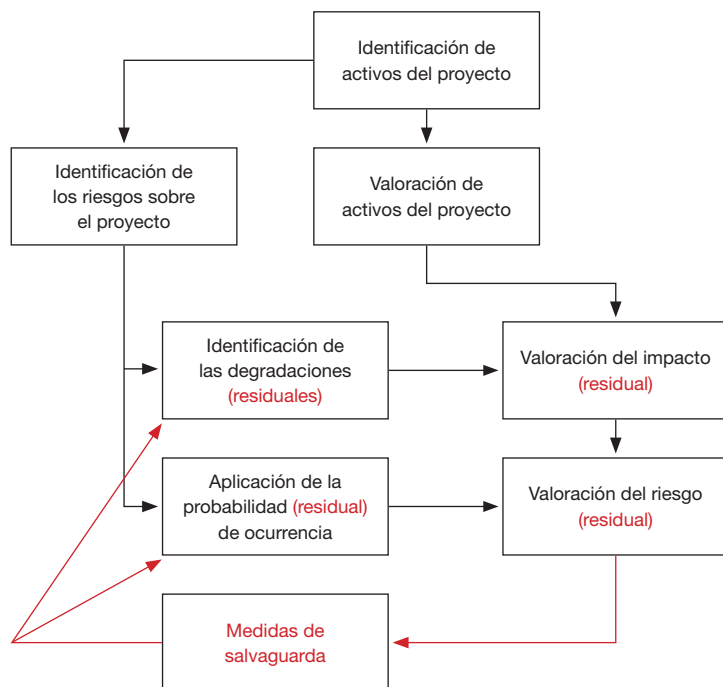 Identificación de
activos del proyecto
Identificación de
los riesgos sobre
el proyecto
Valoración de
activos del proyecto
Identificación de
las degradaciones
(residuales)
Valoración del impacto
(residual)
Aplicación de la
probabilidad (residual)
de ocurrencia
Valoración del riesgo
(residual)
Medidas de
salvaguarda